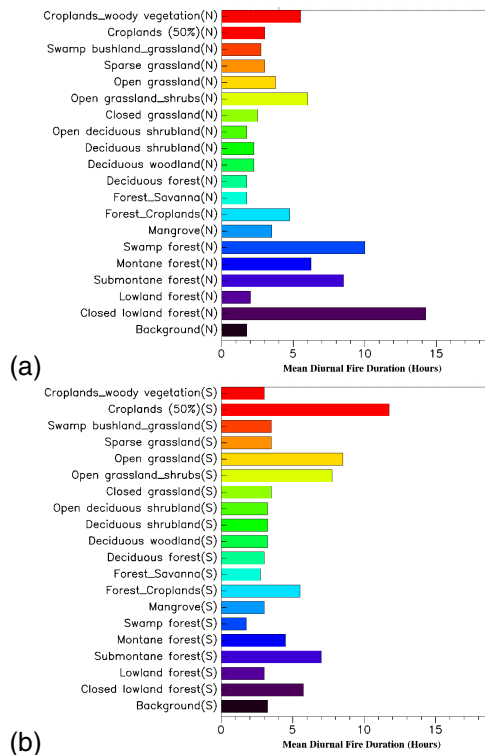 Croplands_woody vegetation(N)
Croplands (50%)(N)
Swamp bushland_grassland(N)
Sparse grassland(N)
Open grassland(N)
Open grassland_shrubs(N)
Closed grassland(N)
Open deciduous shrubland(N)
Deciduous shrubland(N)
Deciduous woodland(N)
Deciduous forest(N)
Forest_Savanna(N)
Forest_Croplands(N)
Mangrove(N)
Swamp forest(N)
Montane forest(N)
Submontane forest(N)
Lowland forest(N)
Closed lowland forest(N)
Background(N)
0 5 10 15
Mean Diurnal Fire Duration (Hours)
(a)
Croplands_woody vegetation(S)
Croplands (50%)(S)
Swamp bushland_grassland(S)
Sparse grassland(S)
Open grassland(S)
Open grassland_shrubs(S)
Closed grassland(S)
Open deciduous shrubland(S)
Deciduous shrubland(S)
Deciduous woodland(S)
Deciduous forest(S)
Forest_Savanna(S)
Forest_Croplands(S)
Mangrove(S)
Swamp forest(S)
Montane forest(S)
Submontane forest(S)
Lowland forest(S)
Closed lowland forest(S)
Background(S)
0 5 10 15
Mean Diurnal Fire Duration (Hours)
(b)